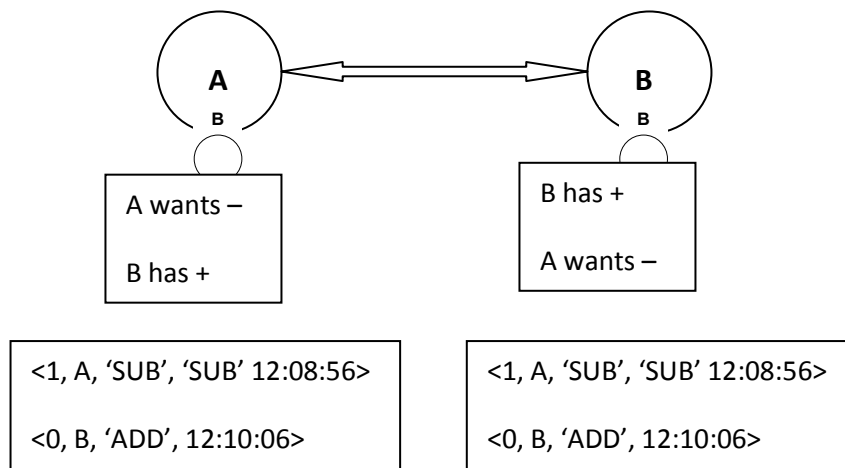 A
B
B
B
A wants –
B has +
B has +
A wants –
<1, A, ‘SUB’, ‘SUB’ 12:08:56>
<0, B, ‘ADD’, 12:10:06>
<1, A, ‘SUB’, ‘SUB’ 12:08:56>
<0, B, ‘ADD’, 12:10:06>